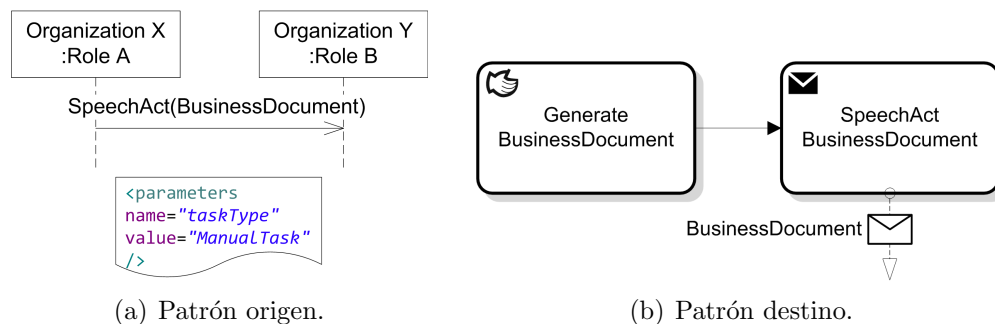 Organization X
:Role A
Organization Y
:Role B
SpeechAct(BusinessDocument)
<parameters
name="taskType"
value="ManualTask"
/>
(a) Patrón origen.
Generate
BusinessDocument
SpeechAct
BusinessDocument
BusinessDocument
(b) Patrón destino.